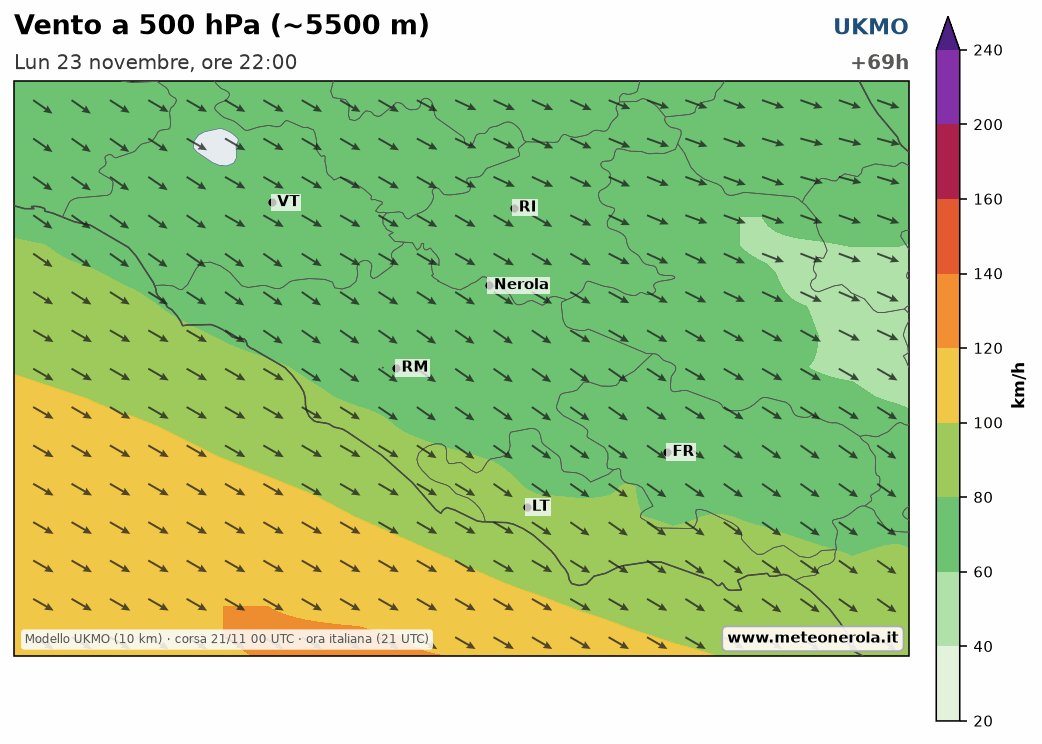 Vento a 500 hPa (~5500 m)
UKMO
Lun 23 novembre, ore 22:00
+69h
VT
RI
Nerola
RM
FR
LT
Modello UKMO (10 km) · corsa 21/11 00 UTC · ora italiana (21 UTC)
www.meteonerola.it
240
200
160
140
120
100
80
60
40
20
km/h